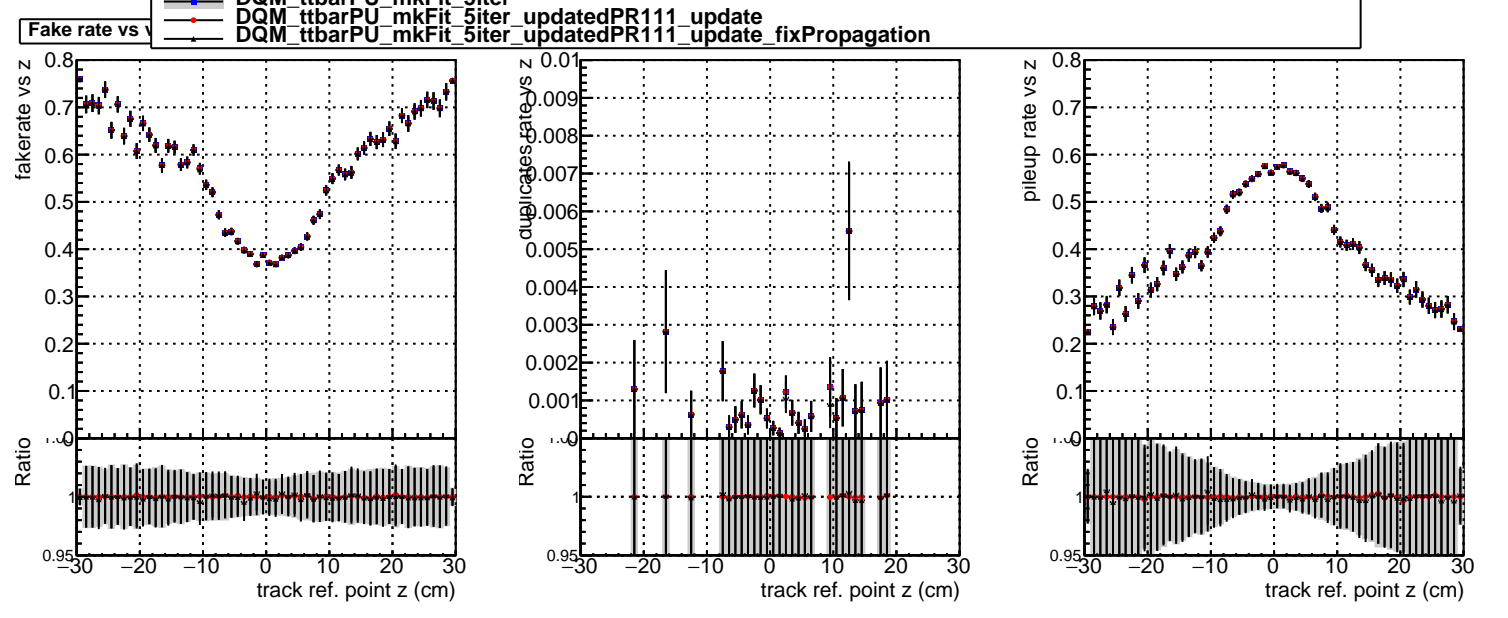 DQM_ttbarPU_mkFit_5iter
DQM_ttbarPU_mkFit_5iter_updatedPR111_update
DQM_ttbarPU_mkFit_5iter_updatedPR111_update_fixPropagation
Fake rate vs
fakerate vs z
0.8
0.7
0.6
0.5
0.4
0.3
0.2
0.1
0
Ratio
1
0.95
−30 −20 −10 0 10 20 30
track ref. point z (cm)
duplicates rate vs z
0.01
0.009
0.008
0.007
0.006
0.005
0.004
0.003
0.002
0.001
0
Ratio
1
0.95
−30 −20 −10 0 10 20 30
track ref. point z (cm)
pileup rate vs z
0.8
0.7
0.6
0.5
0.4
0.3
0.2
0.1
0
Ratio
1
0.95
−30 −20 −10 0 10 20 30
track ref. point z (cm)